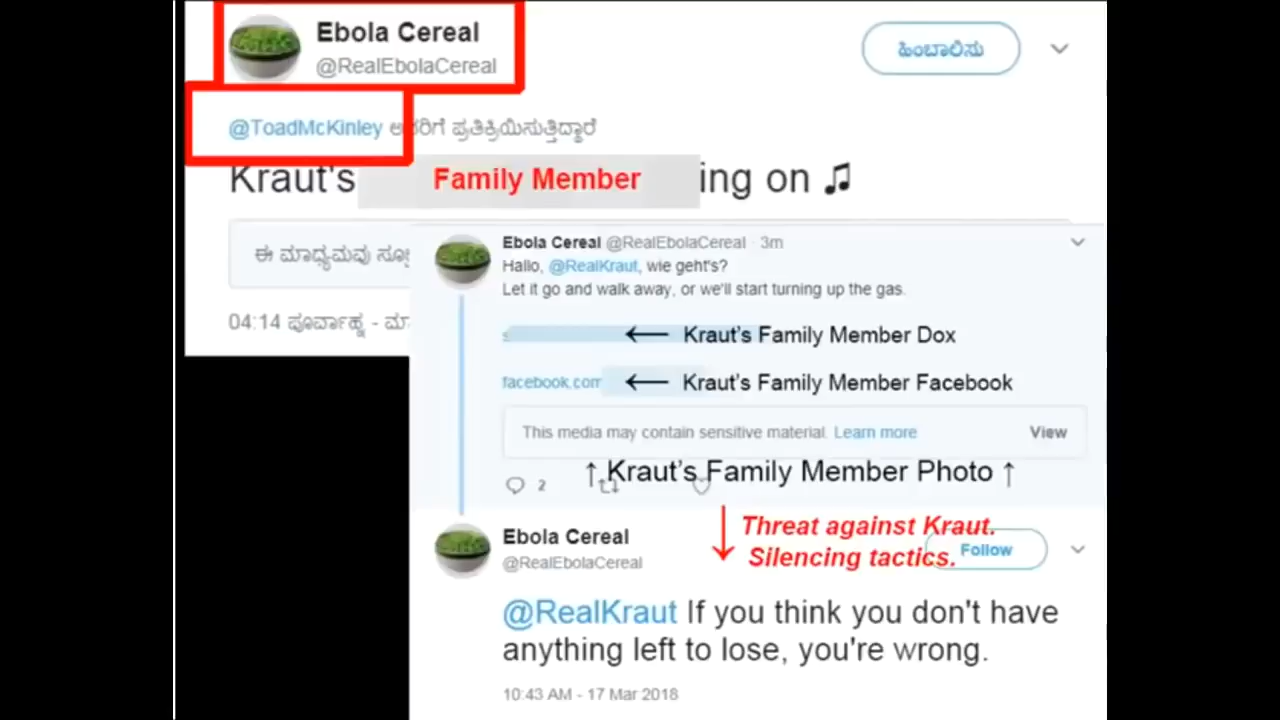 Ebola Cereal
@RealEbolaCereal
ಹಿಂಬಾಲಿಸು
@ToadMcKinley ಅವರಿಗೆ ಪ್ರತಿಕ್ರಿಯಿಸುತ್ತಿದ್ದಾರೆ
Kraut's Family Member ing on ♫
ಈ ಮಾಧ್ಯಮವು
04:14 ಪೂರ್ವಾಹ್ನ -
Ebola Cereal @RealEbolaCereal · 3m
Hallo, @RealKraut, wie geht's?
Let it go and walk away, or we'll start turning up the gas.
← Kraut's Family Member Dox
facebook.com ← Kraut's Family Member Facebook
This media may contain sensitive material. Learn more View
↑ Kraut's Family Member Photo ↑
2
Threat against Kraut.
Silencing tactics.
Ebola Cereal
@RealEbolaCereal
Follow
@RealKraut If you think you don't have
anything left to lose, you're wrong.
10:43 AM - 17 Mar 2018